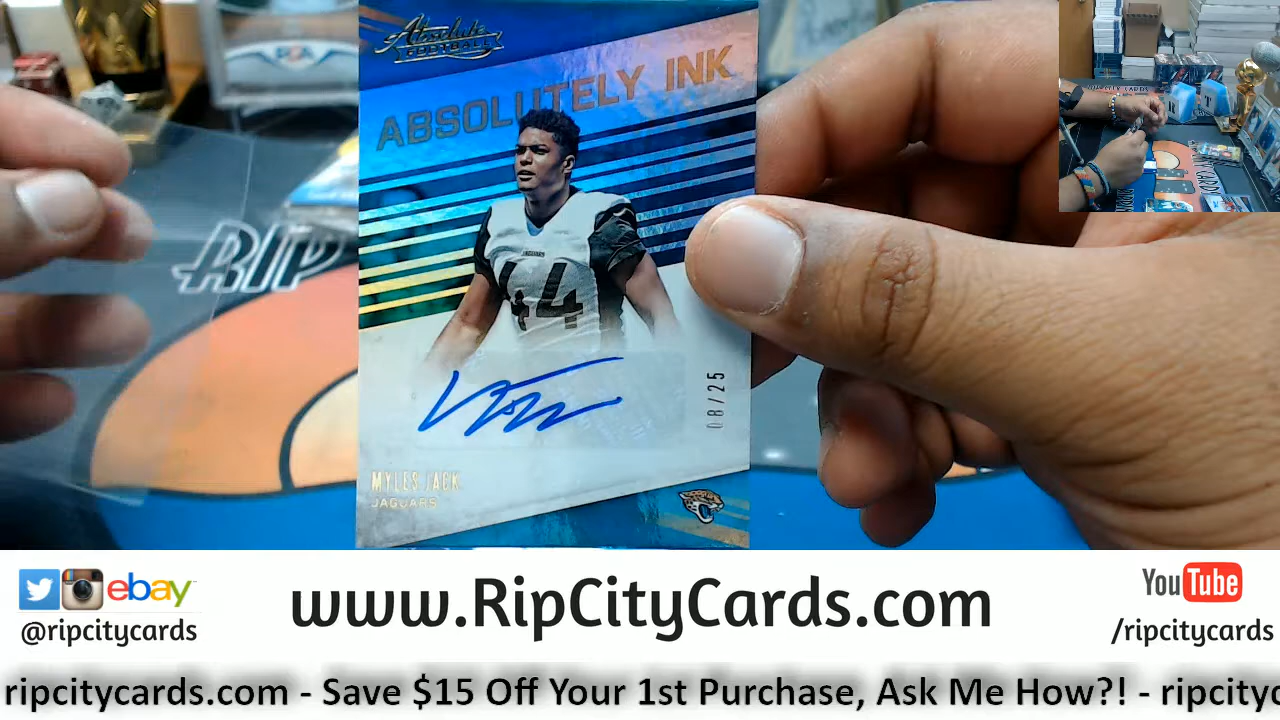 Absolute
FOOTBALL
ABSOLUTELY INK
RIP
44
08/25
MYLES JACK
JAGUARS
ebay
@ripcitycards
www.RipCityCards.com
YouTube
/ripcitycards
ripcitycards.com - Save $15 Off Your 1st Purchase, Ask Me How?! - ripcityc